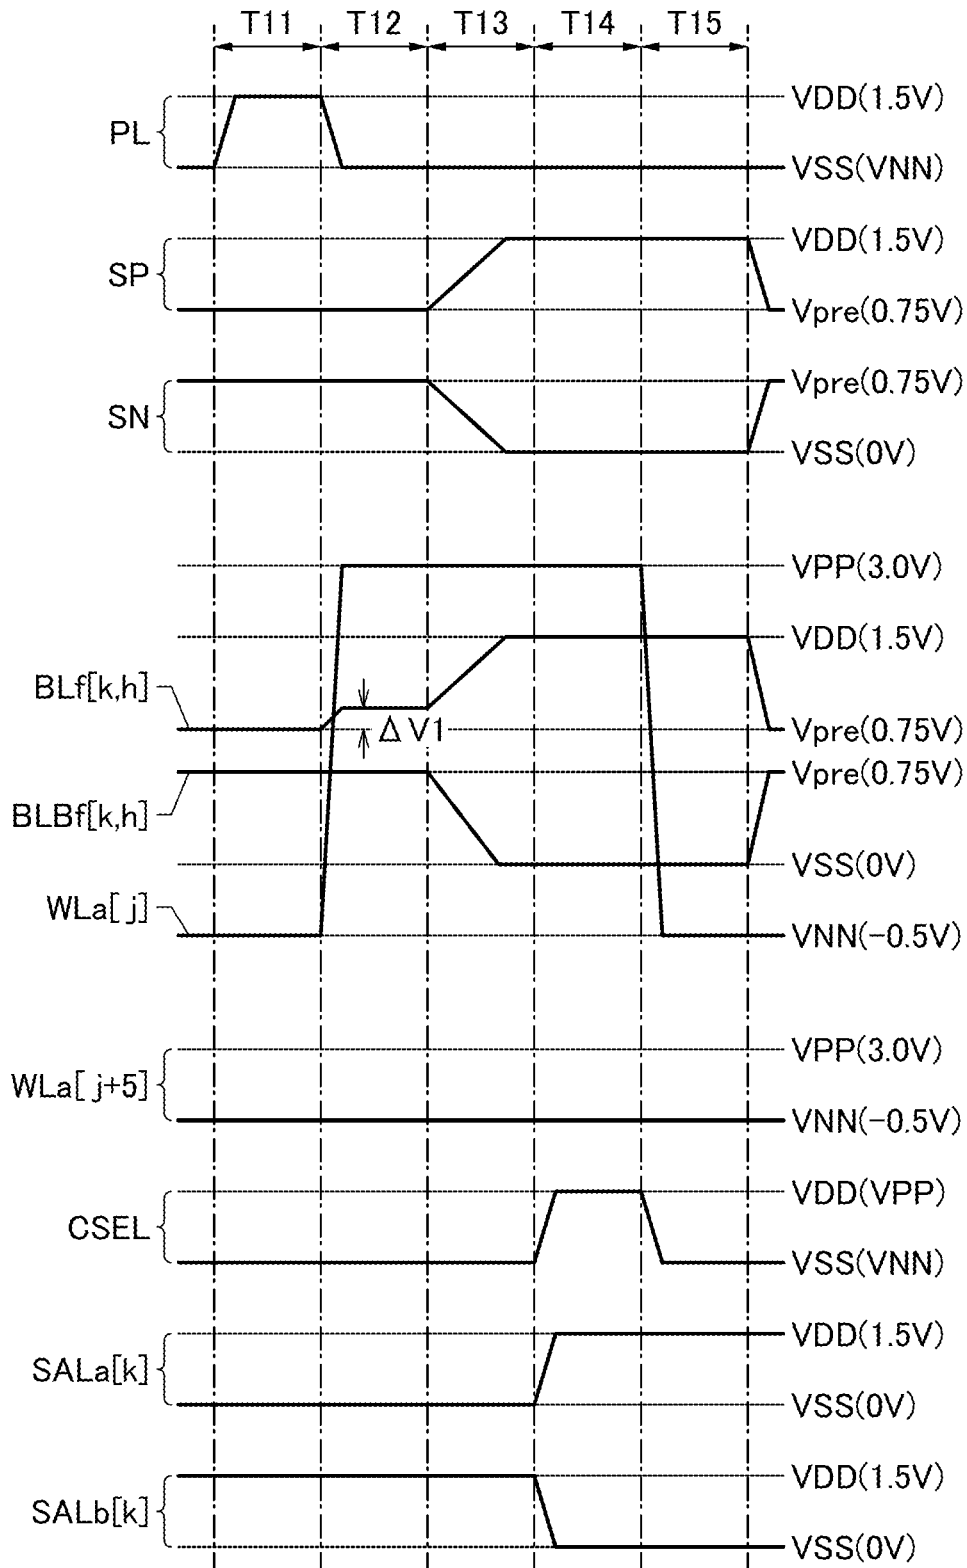 T11 T12 T13 T14 T15
PL
VDD(1.5V)
VSS(VNN)
SP
VDD(1.5V)
Vpre(0.75V)
SN
Vpre(0.75V)
VSS(0V)
VPP(3.0V)
VDD(1.5V)
BLf[k,h]
Δ V1
Vpre(0.75V)
Vpre(0.75V)
BLBf[k,h]
VSS(0V)
WLa[ j]
VNN(-0.5V)
VPP(3.0V)
WLa[ j+5]
VNN(-0.5V)
VDD(VPP)
CSEL
VSS(VNN)
VDD(1.5V)
SALa[k]
VSS(0V)
VDD(1.5V)
SALb[k]
VSS(0V)